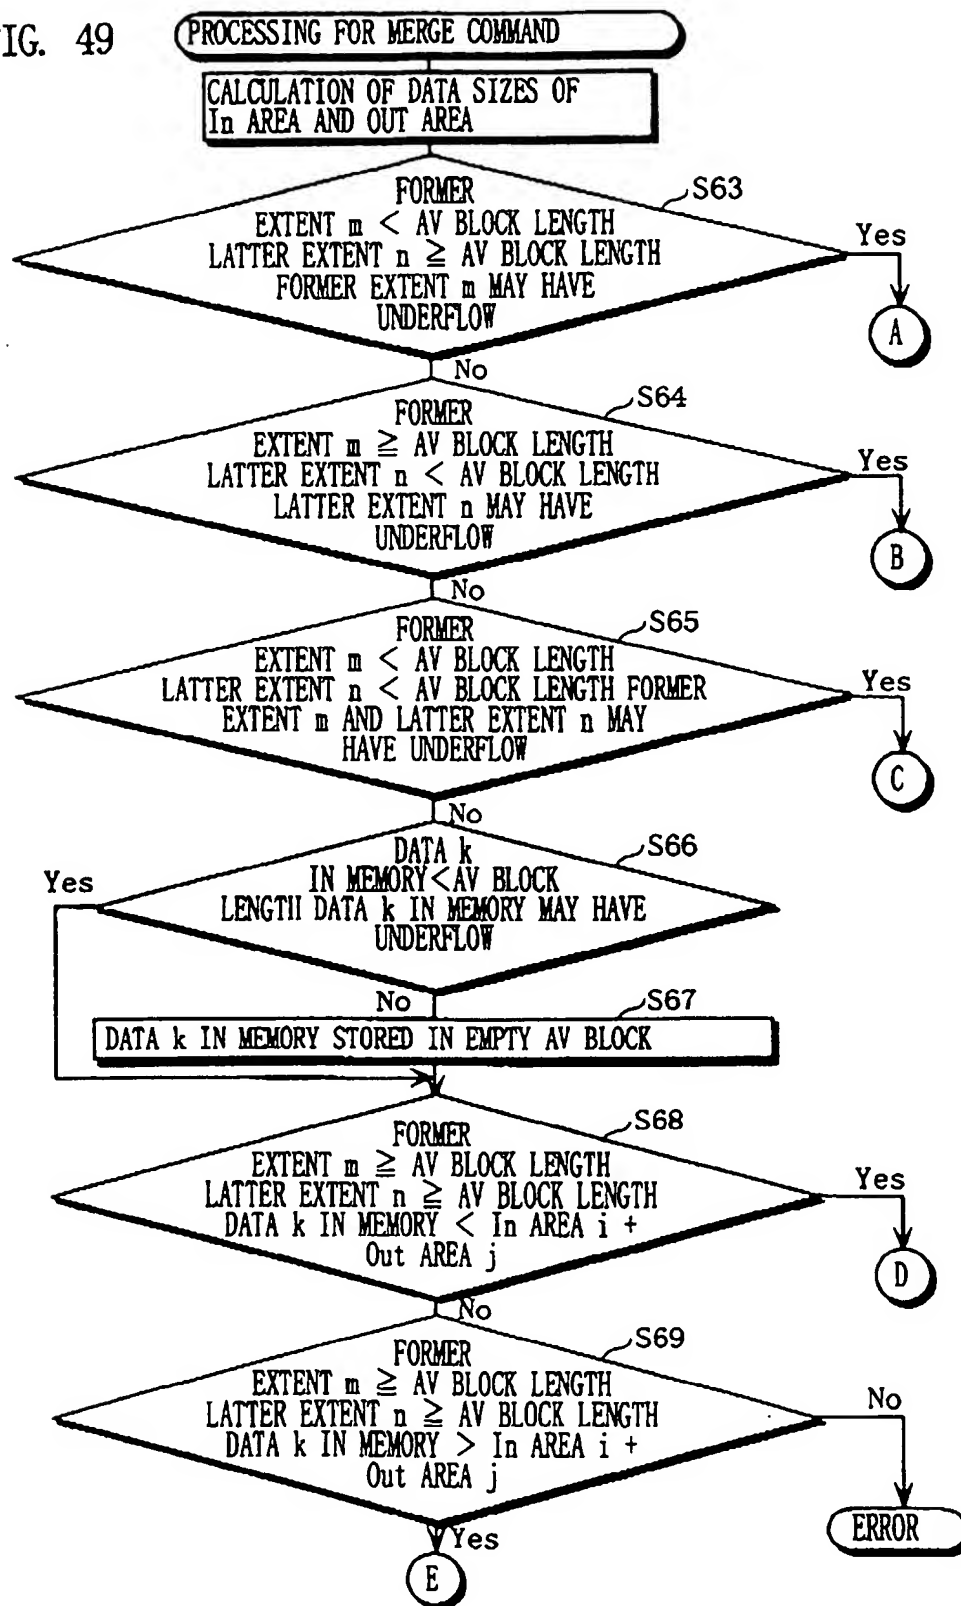 IG. 49
PROCESSING FOR MERGE COMMAND
CALCULATION OF DATA SIZES OF
In AREA AND OUT AREA
S63
FORMER
EXTENT m < AV BLOCK LENGTH
LATTER EXTENT n ≧ AV BLOCK LENGTH
FORMER EXTENT m MAY HAVE
UNDERFLOW
Yes
A
No
S64
FORMER
EXTENT m ≧ AV BLOCK LENGTH
LATTER EXTENT n < AV BLOCK LENGTH
LATTER EXTENT n MAY HAVE
UNDERFLOW
Yes
B
No
S65
FORMER
EXTENT m < AV BLOCK LENGTH
LATTER EXTENT n < AV BLOCK LENGTH FORMER
EXTENT m AND LATTER EXTENT n MAY
HAVE UNDERFLOW
Yes
C
No
S66
DATA k
IN MEMORY<AV BLOCK
LENGTH DATA k IN MEMORY MAY HAVE
UNDERFLOW
Yes
No
S67
DATA k IN MEMORY STORED IN EMPTY AV BLOCK
S68
FORMER
EXTENT m ≧ AV BLOCK LENGTH
LATTER EXTENT n ≧ AV BLOCK LENGTH
DATA k IN MEMORY < In AREA i +
Out AREA j
Yes
D
No
S69
FORMER
EXTENT m ≧ AV BLOCK LENGTH
LATTER EXTENT n ≧ AV BLOCK LENGTH
DATA k IN MEMORY > In AREA i +
Out AREA j
No
ERROR
Yes
E